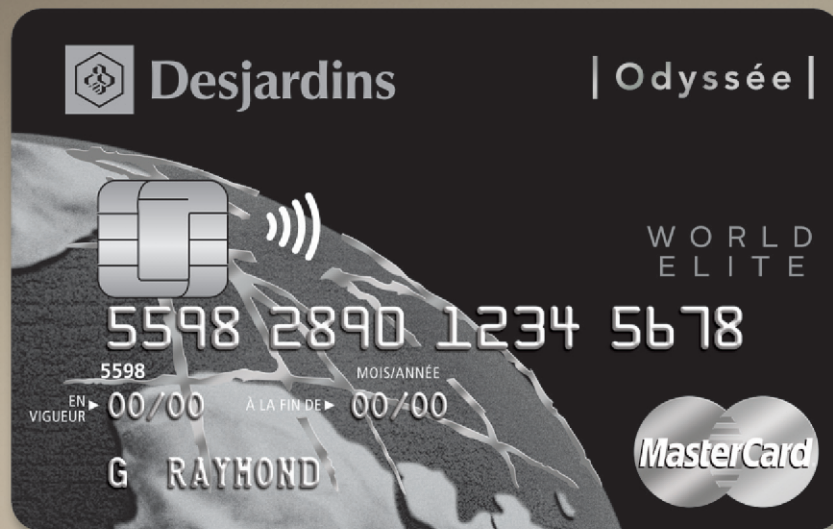 Desjardins
| Odyssée |
WORLD
ELITE
5598 2890 1234 5678
5598
MOIS/ANNÉE
EN VIGUEUR ► 00/00 À LA FIN DE ► 00/00
G RAYMOND
MasterCard